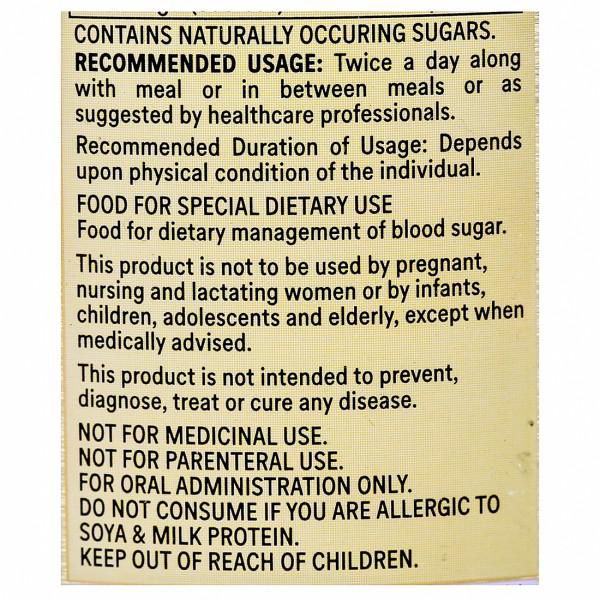 CONTAINS NATURALLY OCCURING SUGARS.
RECOMMENDED USAGE: Twice a day along
with meal or in between meals or as
suggested by healthcare professionals.
Recommended Duration of Usage: Depends
upon physical condition of the individual.
FOOD FOR SPECIAL DIETARY USE
Food for dietary management of blood sugar.
This product is not to be used by pregnant,
nursing and lactating women or by infants,
children, adolescents and elderly, except when
medically advised.
This product is not intended to prevent,
diagnose, treat or cure any disease.
NOT FOR MEDICINAL USE.
NOT FOR PARENTERAL USE.
FOR ORAL ADMINISTRATION ONLY.
DO NOT CONSUME IF YOU ARE ALLERGIC TO
SOYA & MILK PROTEIN.
KEEP OUT OF REACH OF CHILDREN.